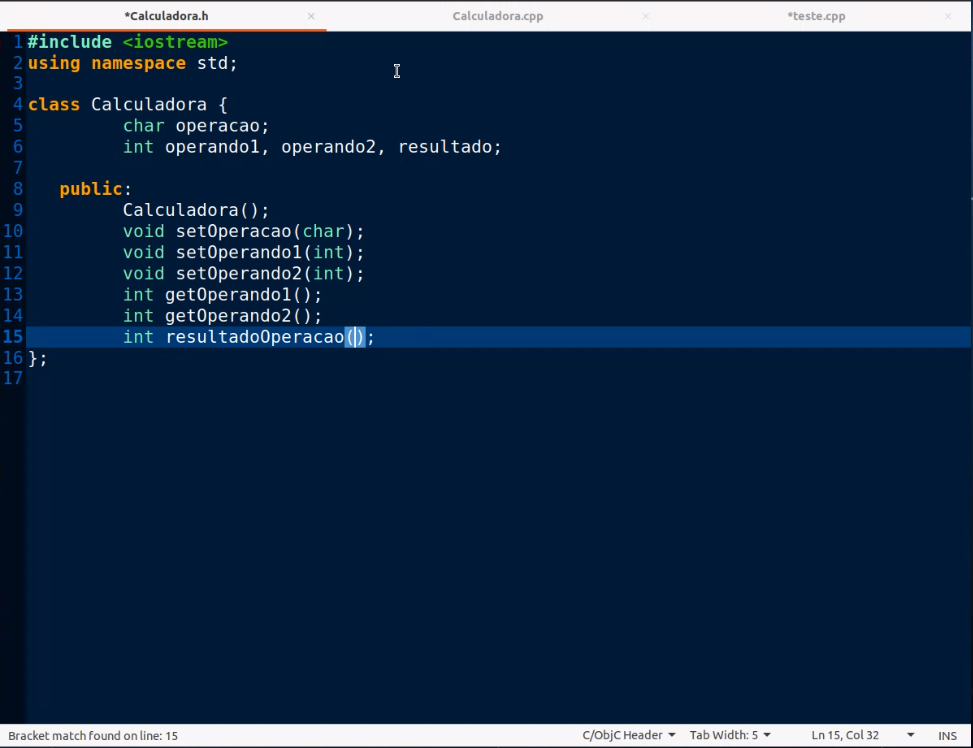 *Calculadora.h × Calculadora.cpp × *teste.cpp ×
1 #include <iostream>
2 using namespace std;
3
4 class Calculadora {
5 char operacao;
6 int operando1, operando2, resultado;
7
8 public:
9 Calculadora();
10 void setOperacao(char);
11 void setOperando1(int);
12 void setOperando2(int);
13 int getOperando1();
14 int getOperando2();
15 int resultadoOperacao();
16 };
17
Bracket match found on line: 15 C/ObjC Header Tab Width: 5 Ln 15, Col 32 INS